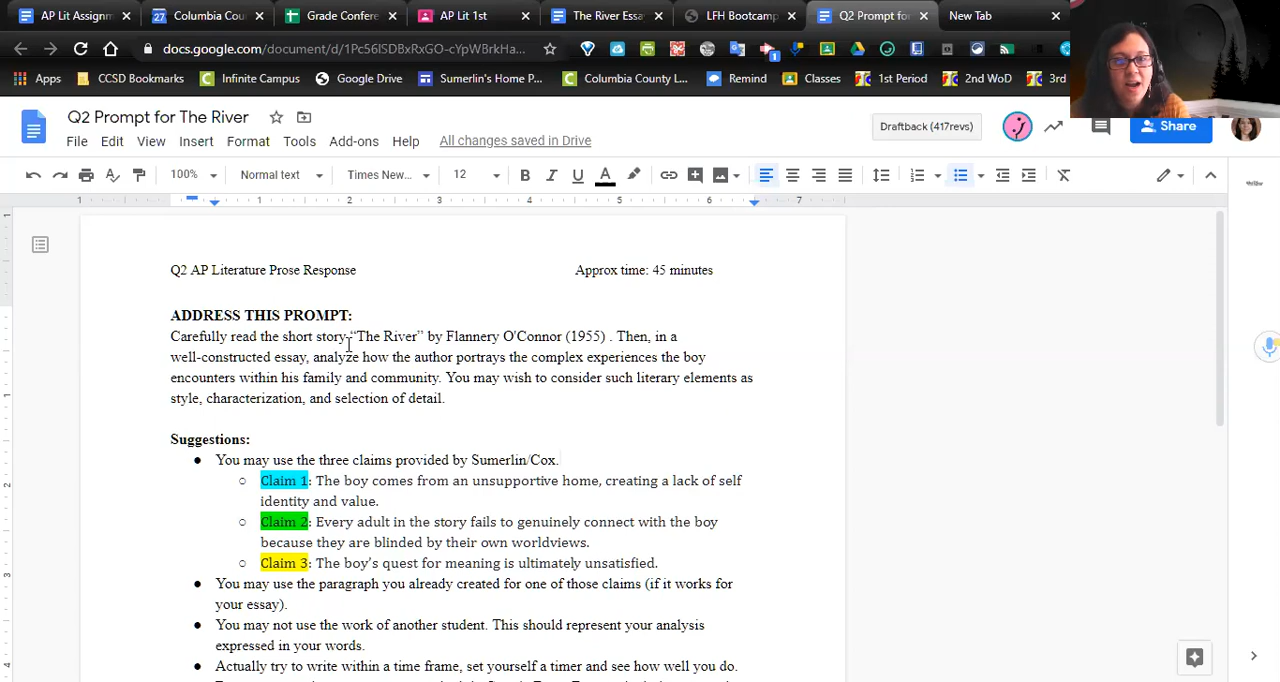 AP Lit Assignm
27 Columbia Cou
Grade Conferen
AP Lit 1st
The River Essa
LFH Bootcamp
Q2 Prompt for
New Tab
docs.google.com/document/d/1Pc56lSDBxRxGO-cYpWBrkHa...
Apps CCSD Bookmarks Infinite Campus Google Drive Sumerlin's Home P... Columbia County L... Remind Classes 1st Period 2nd WoD 3rd
Q2 Prompt for The River
Draftback (417revs)
Share
File Edit View Insert Format Tools Add-ons Help All changes saved in Drive
100% Normal text Times New... 12 B I U A
1 1 2 3 4 5 6 7
Q2 AP Literature Prose Response Approx time: 45 minutes
ADDRESS THIS PROMPT:
Carefully read the short story “The River” by Flannery O'Connor (1955) . Then, in a
well-constructed essay, analyze how the author portrays the complex experiences the boy
encounters within his family and community. You may wish to consider such literary elements as
style, characterization, and selection of detail.
Suggestions:
● You may use the three claims provided by Sumerlin/Cox.
○ Claim 1: The boy comes from an unsupportive home, creating a lack of self
identity and value.
○ Claim 2: Every adult in the story fails to genuinely connect with the boy
because they are blinded by their own worldviews.
○ Claim 3: The boy's quest for meaning is ultimately unsatisfied.
● You may use the paragraph you already created for one of those claims (if it works for
your essay).
● You may not use the work of another student. This should represent your analysis
expressed in your words.
● Actually try to write within a time frame, set yourself a timer and see how well you do.